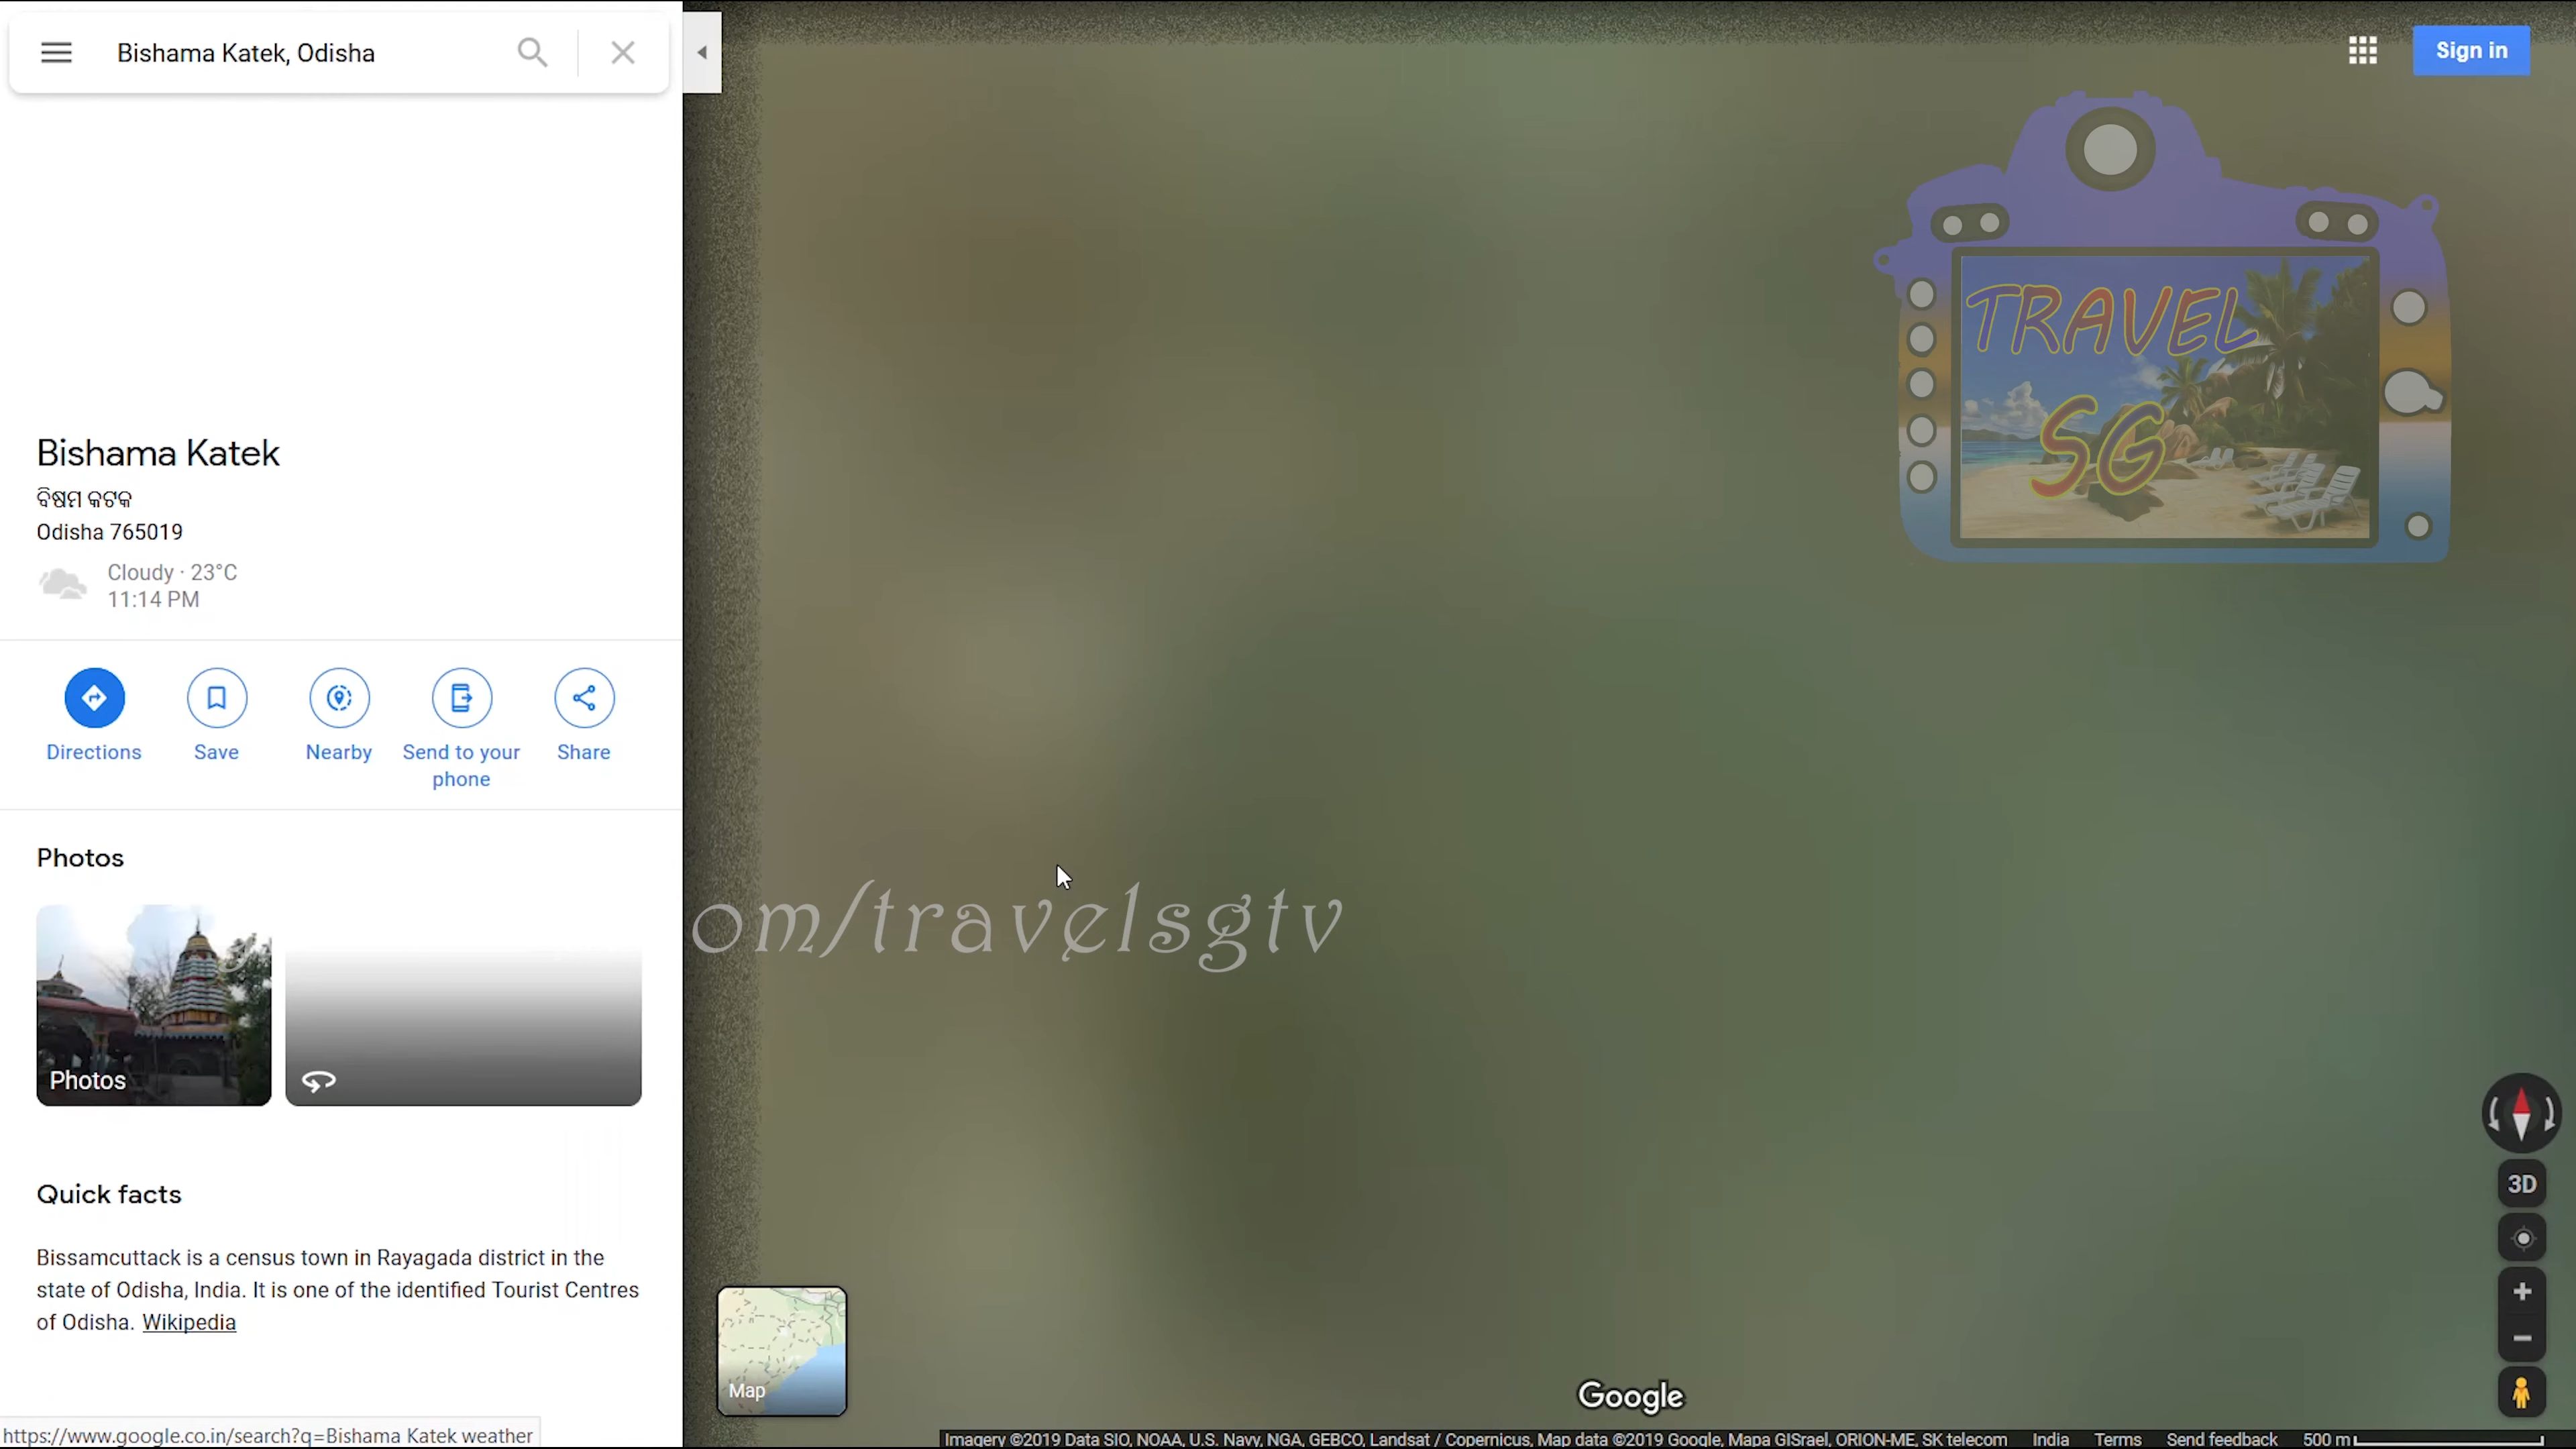 Bishama Katek, Odisha
Sign in
TRAVEL
SG
Bishama Katek
ବିଷମ କଟକ
Odisha 765019
Cloudy · 23°C
11:14 PM
Directions
Save
Nearby
Send to your
phone
Share
Photos
om/travelsgtv
Photos
Quick facts
Bissamcuttack is a census town in Rayagada district in the
state of Odisha, India. It is one of the identified Tourist Centres
of Odisha. Wikipedia
3D
Map
Google
https://www.google.co.in/search?q=Bishama Katek weather
Imagery ©2019 Data SIO, NOAA, U.S. Navy, NGA, GEBCO, Landsat / Copernicus, Map data ©2019 Google, Mapa GISrael, ORION-ME, SK telecom India Terms Send feedback 500 m